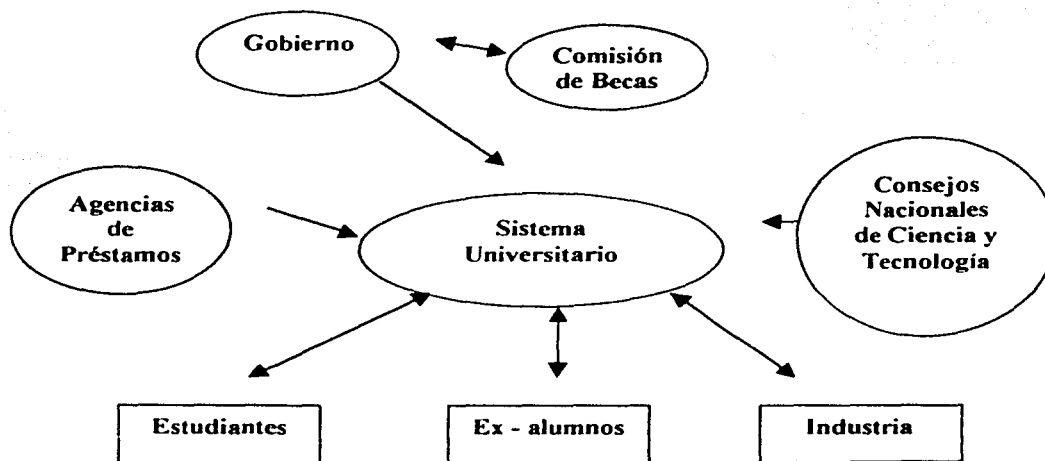 Gobierno
Comisión
de Becas
Agencias
de
Préstamos
Sistema
Universitario
Consejos
Nacionales
de Ciencia y
Tecnología
Estudiantes
Ex - alumnos
Industria